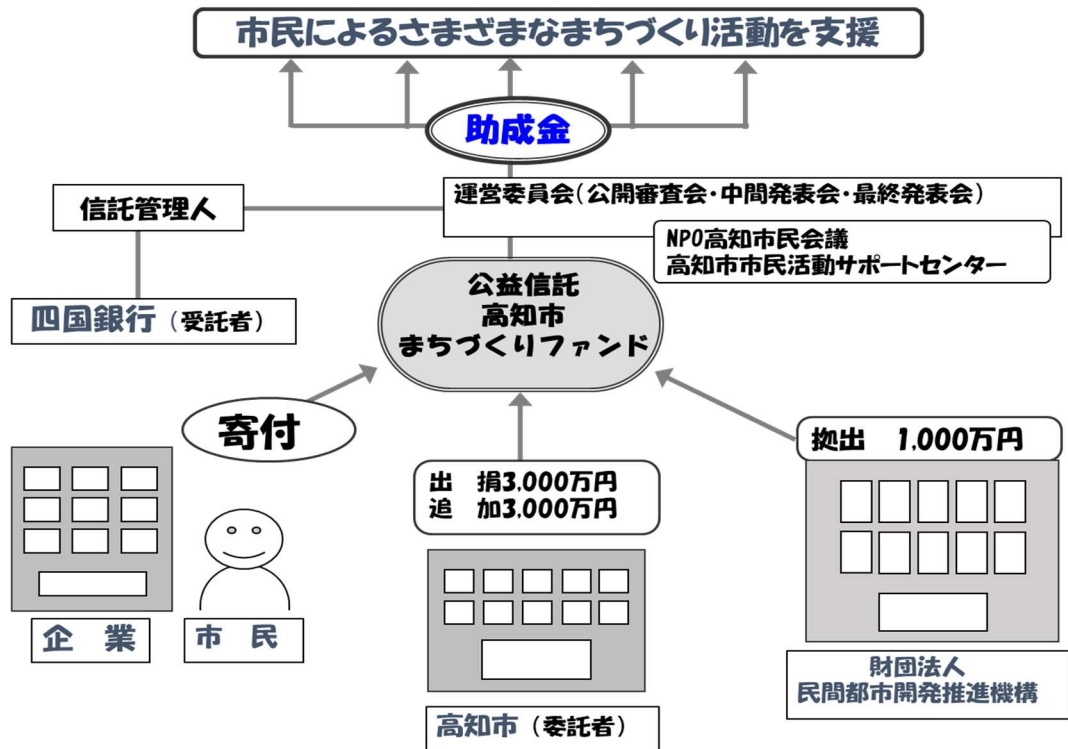 市民によるさまざまなまちづくり活動を支援
助成金
運営委員会(公開審査会・中間発表会・最終発表会)
信託管理人
NPO高知市民会議
高知市市民活動サポートセンター
公益信託
高知市
まちづくりファンド
四国銀行(受託者)
寄付
拠出 1,000万円
出 捐3,000万円
追 加3,000万円
企 業
市 民
財団法人
民間都市開発推進機構
高知市(委託者)